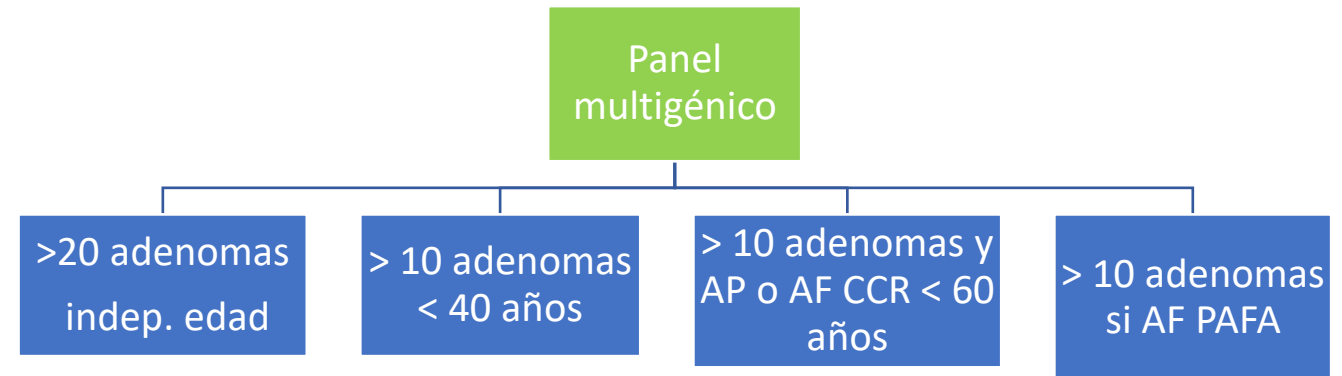 Panel
multigénico
>20 adenomas
indep. edad
> 10 adenomas
< 40 años
> 10 adenomas y
AP o AF CCR < 60
años
> 10 adenomas
si AF PAFA